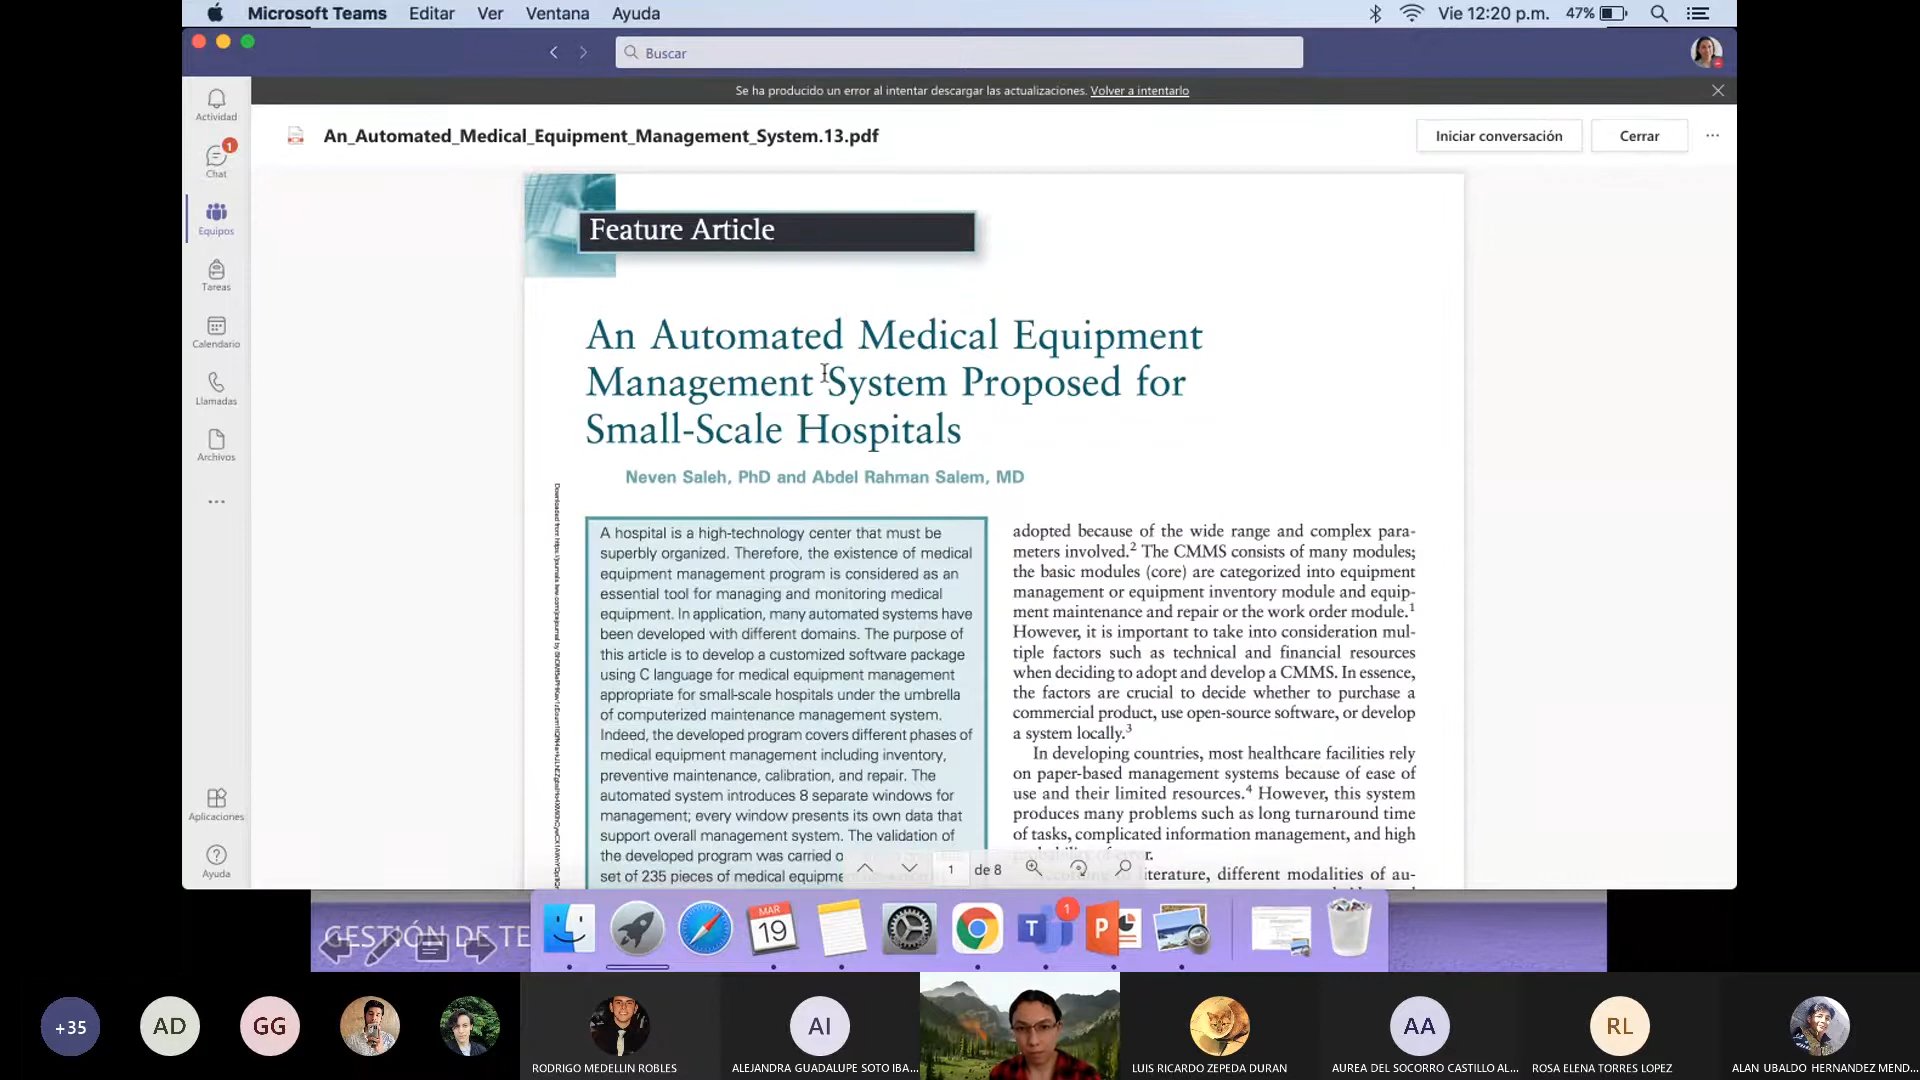 Microsoft Teams Editar Ver Ventana Ayuda
Vie 12:20 p.m. 47%
Buscar
Se ha producido un error al intentar descargar las actualizaciones. Volver a intentarlo
Actividad
1
Chat
Equipos
Tareas
Calendario
Llamadas
Archivos
Aplicaciones
Ayuda
An_Automated_Medical_Equipment_Management_System.13.pdf
Iniciar conversación
Cerrar
Feature Article
An Automated Medical Equipment
Management System Proposed for
Small-Scale Hospitals
Neven Saleh, PhD and Abdel Rahman Salem, MD
A hospital is a high-technology center that must be
superbly organized. Therefore, the existence of medical
equipment management program is considered as an
essential tool for managing and monitoring medical
equipment. In application, many automated systems have
been developed with different domains. The purpose of
this article is to develop a customized software package
using C language for medical equipment management
appropriate for small-scale hospitals under the umbrella
of computerized maintenance management system.
Indeed, the developed program covers different phases of
medical equipment management including inventory,
preventive maintenance, calibration, and repair. The
automated system introduces 8 separate windows for
management; every window presents its own data that
support overall management system. The validation of
the developed program was carried
set of 235 pieces of medical
adopted because of the wide range and complex para-
meters involved.2 The CMMS consists of many modules;
the basic modules (core) are categorized into equipment
management or equipment inventory module and equip-
ment maintenance and repair or the work order module.1
However, it is important to take into consideration mul-
tiple factors such as technical and financial resources
when deciding to adopt and develop a CMMS. In essence,
the factors are crucial to decide whether to purchase a
commercial product, use open-source software, or develop
a system locally.3
In developing countries, most healthcare facilities rely
on paper-based management systems because of ease of
use and their limited resources.4 However, this system
produces many problems such as long turnaround time
of tasks, complicated information management, and high
probability of error.
literature, different modalities of au-
1 de 8
GESTIÓN DE TE
MAR
19
1
T
P
+35
AD
GG
AI
AA
RL
RODRIGO MEDELLIN ROBLES
ALEJANDRA GUADALUPE SOTO IBA...
LUIS RICARDO ZEPEDA DURAN
AUREA DEL SOCORRO CASTILLO AL...
ROSA ELENA TORRES LOPEZ
ALAN UBALDO HERNANDEZ MEND...